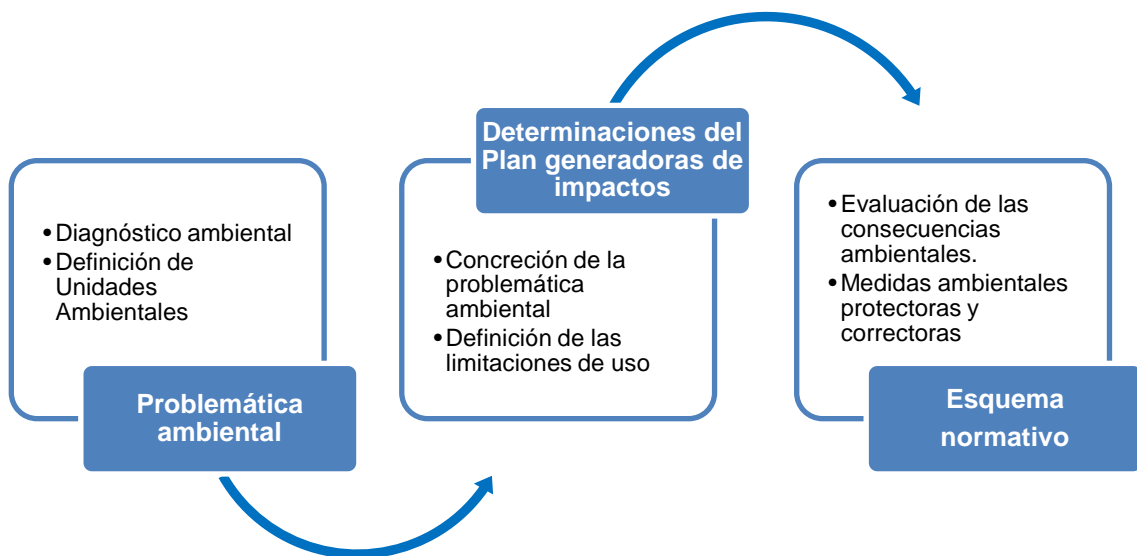 •Diagnóstico ambiental
•Definición de
Unidades
Ambientales
Problemática
ambiental
Determinaciones del
Plan generadoras de
impactos
•Concreción de la
problemática
ambiental
•Definición de las
limitaciones de uso
•Evaluación de las
consecuencias
ambientales.
•Medidas ambientales
protectoras y
correctoras
Esquema
normativo